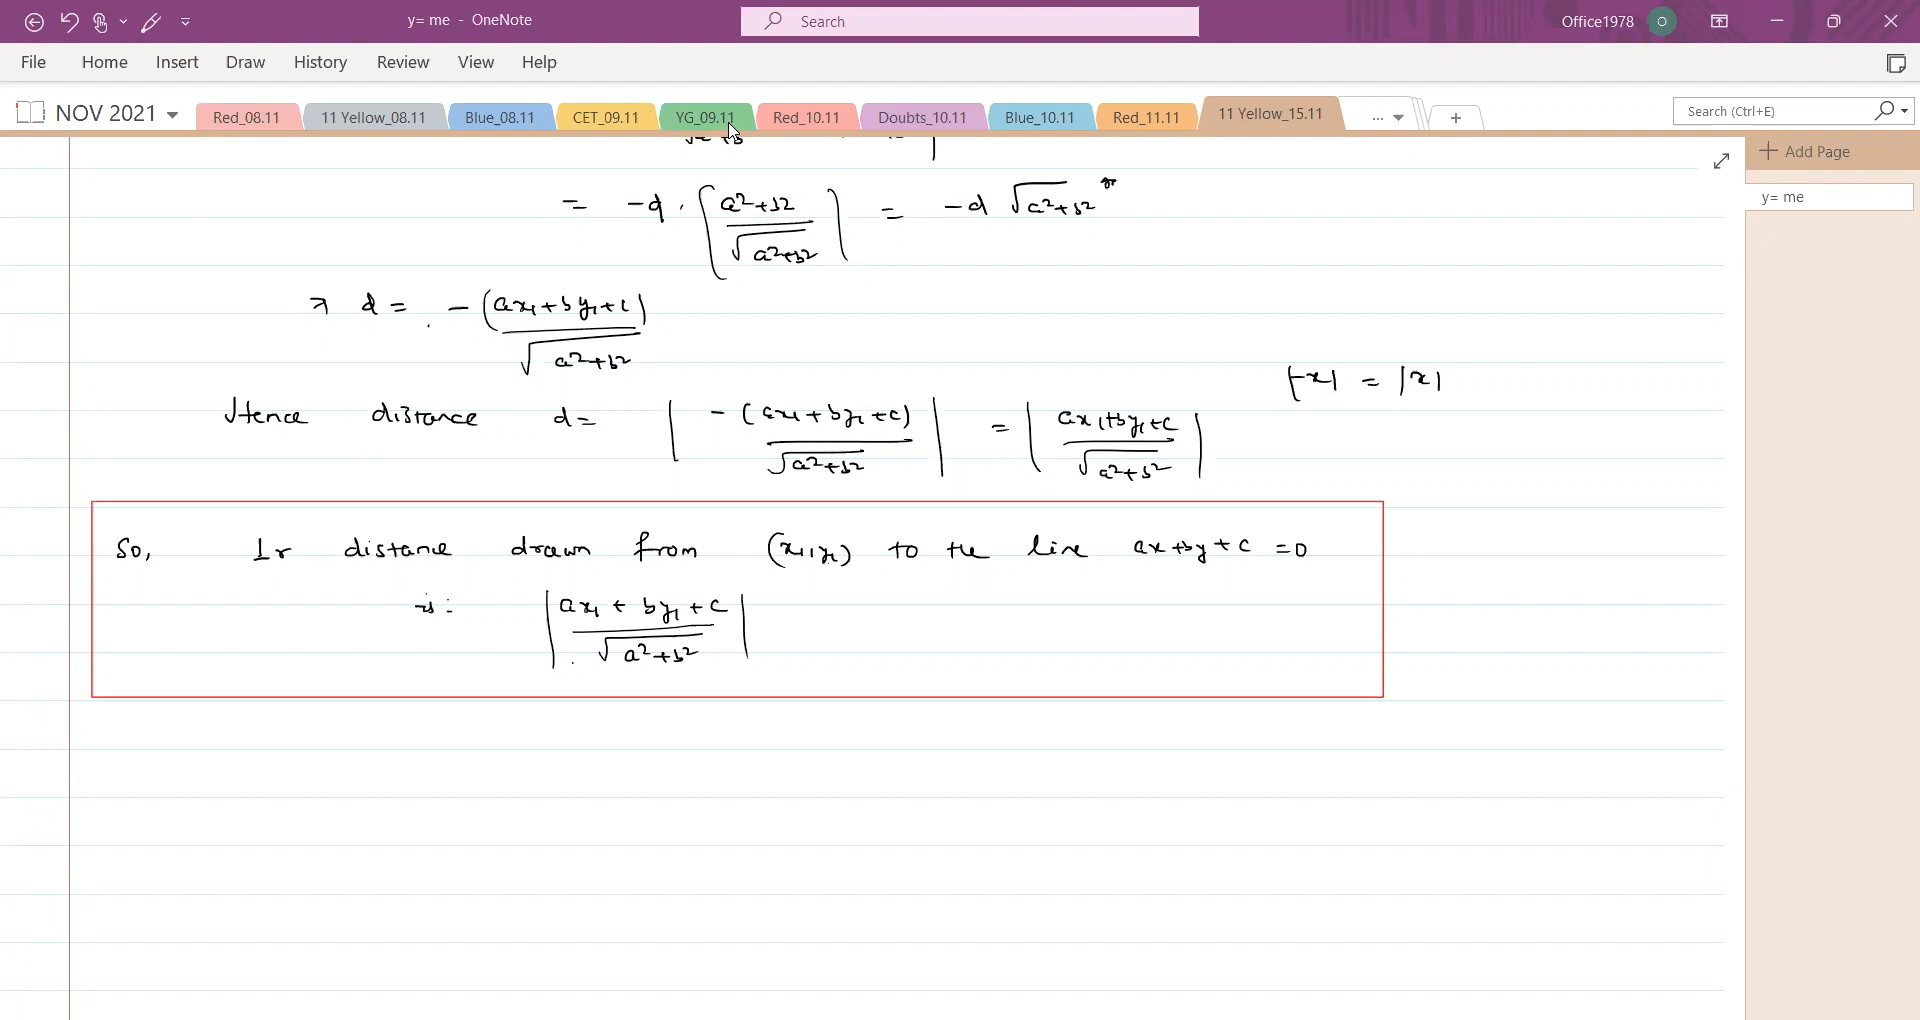 y= me - OneNote
Search
Office1978
O
File Home Insert Draw History Review View Help
NOV 2021
Red_08.11 11 Yellow_08.11 Blue_08.11 CET_09.11 YG_09.11 Red_10.11 Doubts_10.11 Blue_10.11 Red_11.11 11 Yellow_15.11 ... +
Search (Ctrl+E)
+ Add Page
y= me
= -d . (a²+b² / √(a²+b²)) = -d √(a²+b²)
d = -(ax₁+by₁+c) / √(a²+b²)
|-x| = |x|
Hence distance d= |-(ax₁+by₁+c) / √(a²+b²)| = |ax₁+by₁+c / √(a²+b²)|
So, ⊥r distance drawn from (x₁,y₁) to the line ax+by+c =0
is: |ax₁ + by₁+c / √(a²+b²)|